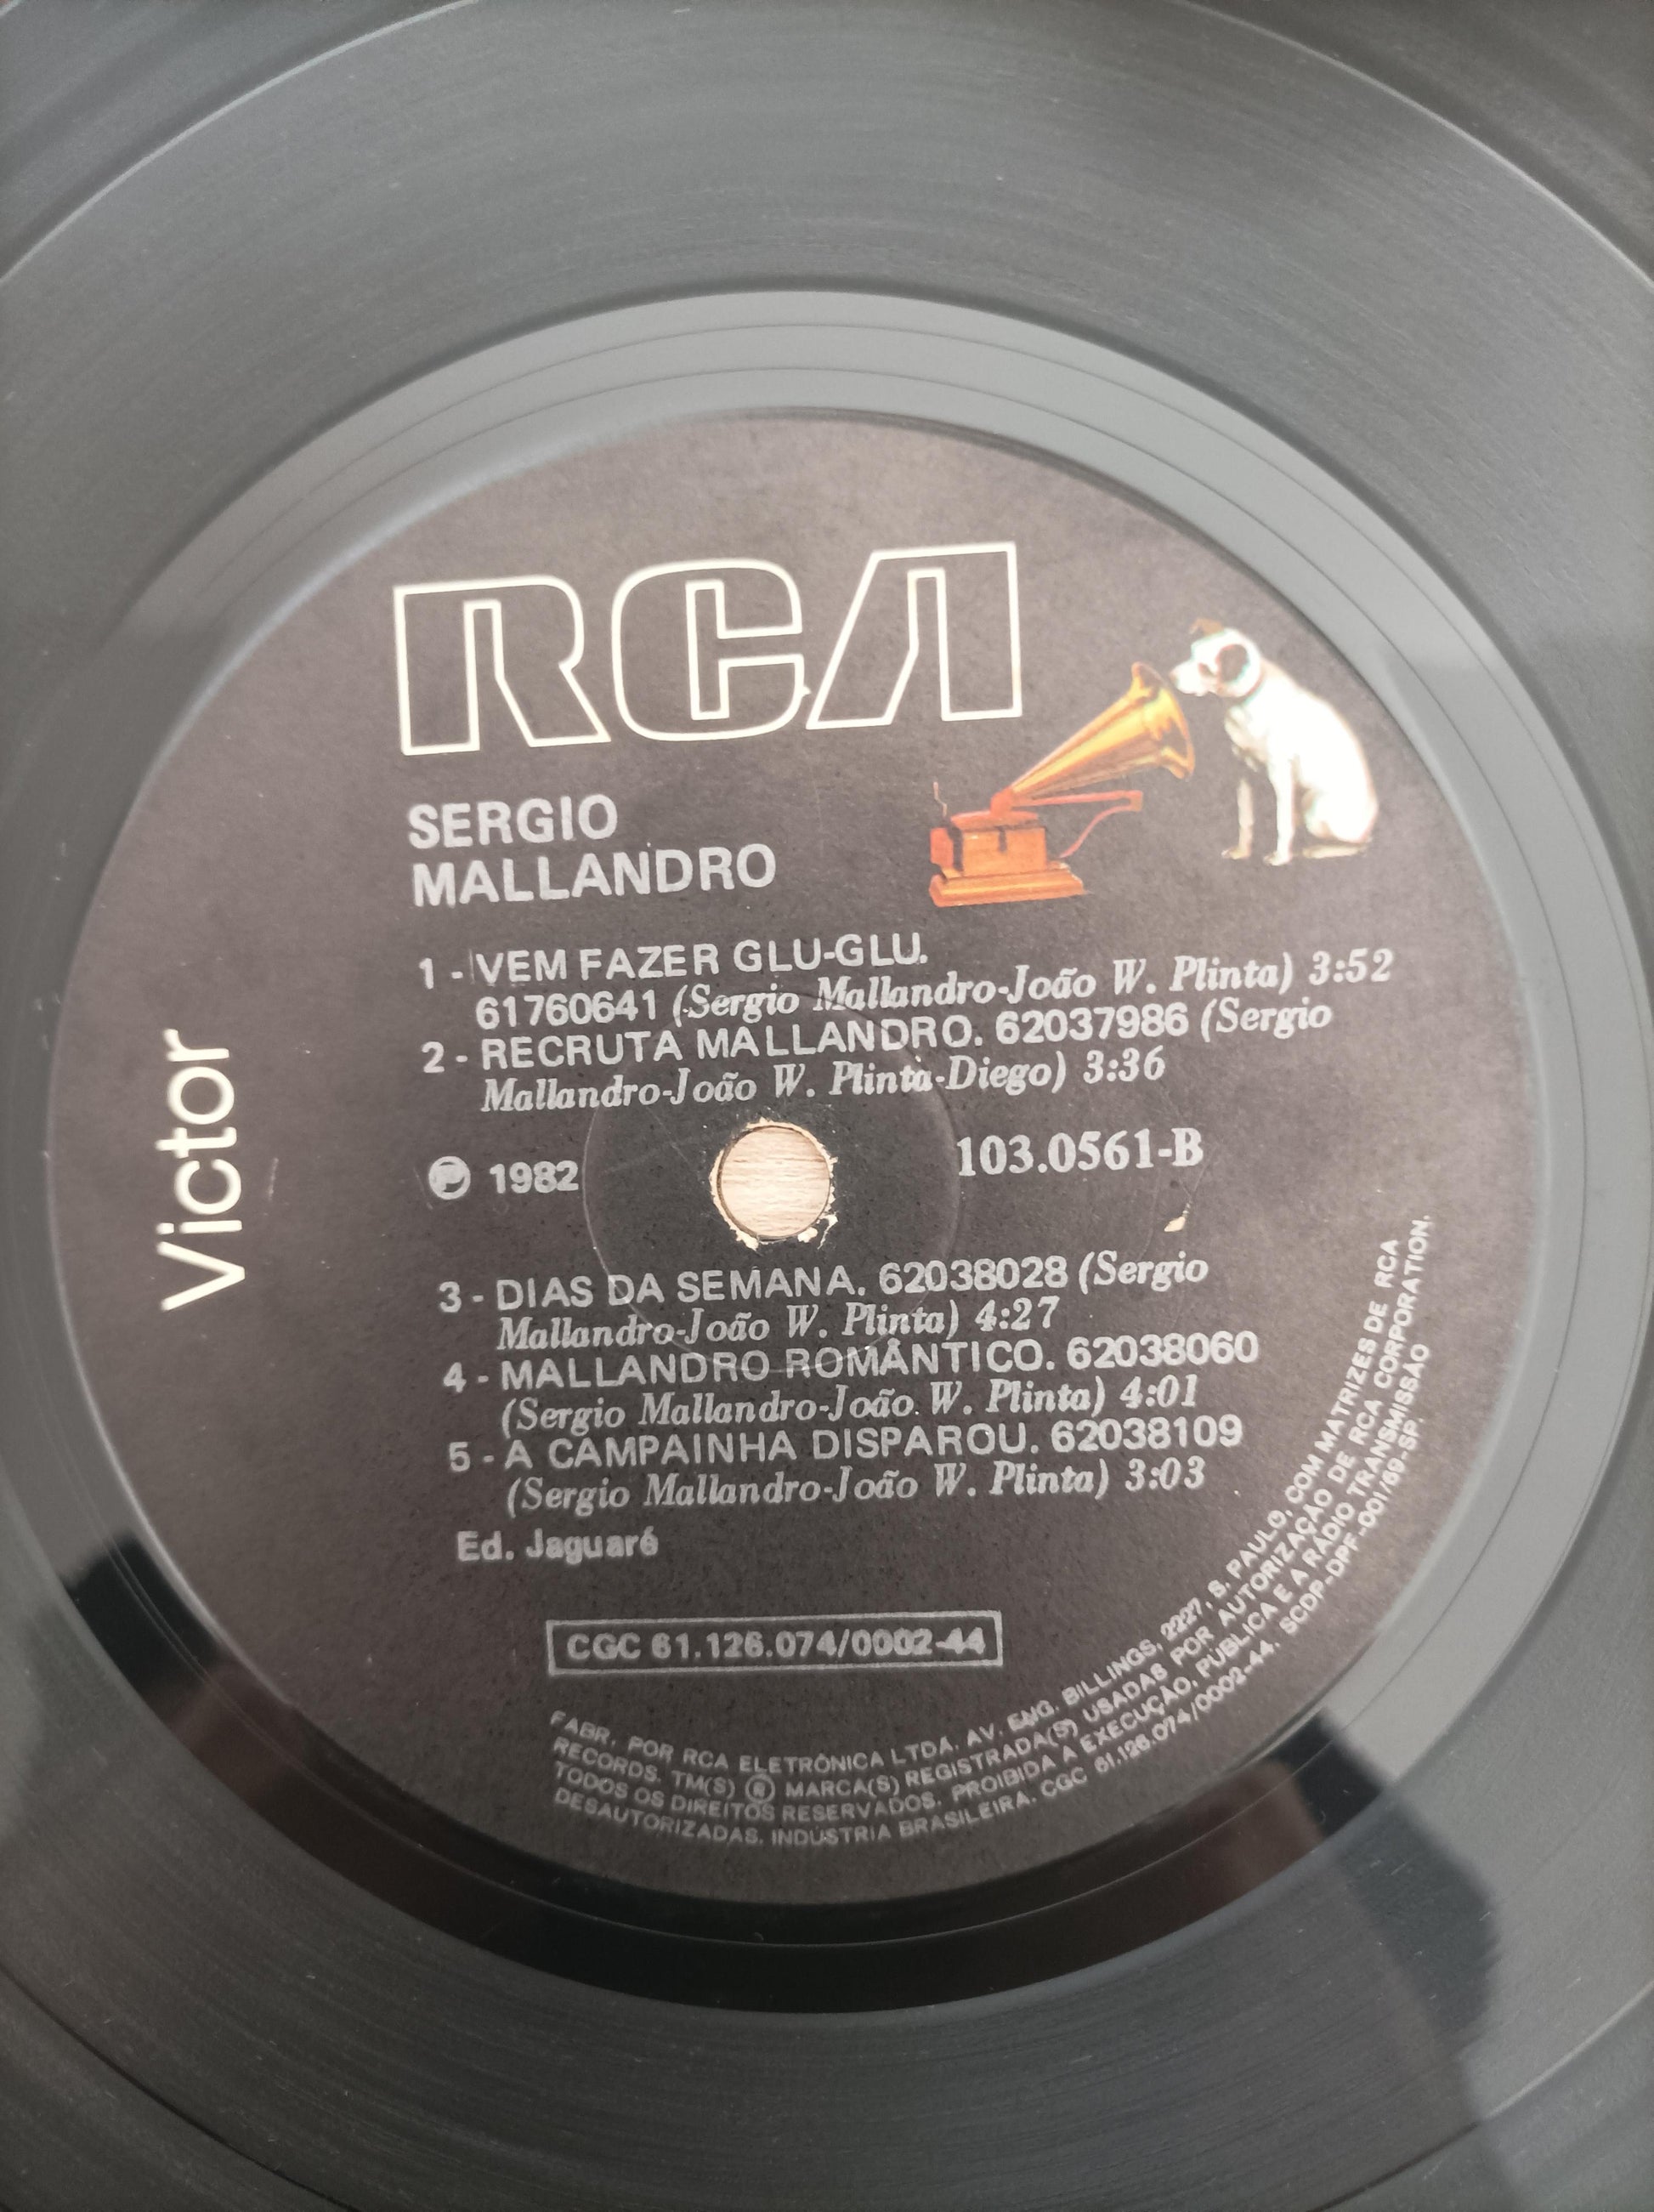 RCA
SERGIO
MALLANDRO
1 - VEM FAZER GLU-GLU.
61760641 (Sergio Mallandro-João W. Plinta) 3:52
2 - RECRUTA MALLANDRO. 62037986 (Sergio
Mallandro-João W. Plinta-Diego) 3:36
Victor
℗ 1982
103.0561-B
3 - DIAS DA SEMANA. 62038028 (Sergio
Mallandro-João W. Plinta) 4:27
4 - MALLANDRO ROMÂNTICO. 62038060
(Sergio Mallandro-João W. Plinta) 4:01
5 - A CAMPAINHA DISPAROU. 62038109
(Sergio Mallandro-João W. Plinta) 3:03
Ed. Jaguaré
CGC 61.126.074/0002-44
FABR. POR RCA ELETRÔNICA LTDA. AV. ENG. BILLINGS, 2227, S. PAULO, COM MATRIZES DE RCA
RECORDS. TM(S) ® MARCA(S) REGISTRADA(S) USADAS POR AUTORIZAÇÃO DE RCA CORPORATION.
TODOS OS DIREITOS RESERVADOS. PROIBIDA A EXECUÇÃO, PÚBLICA E A RÁDIO TRANSMISSÃO
DESAUTORIZADAS. INDÚSTRIA BRASILEIRA. CGC 61.126.074/0002-44. SCDP-DPF-001/69-SP.